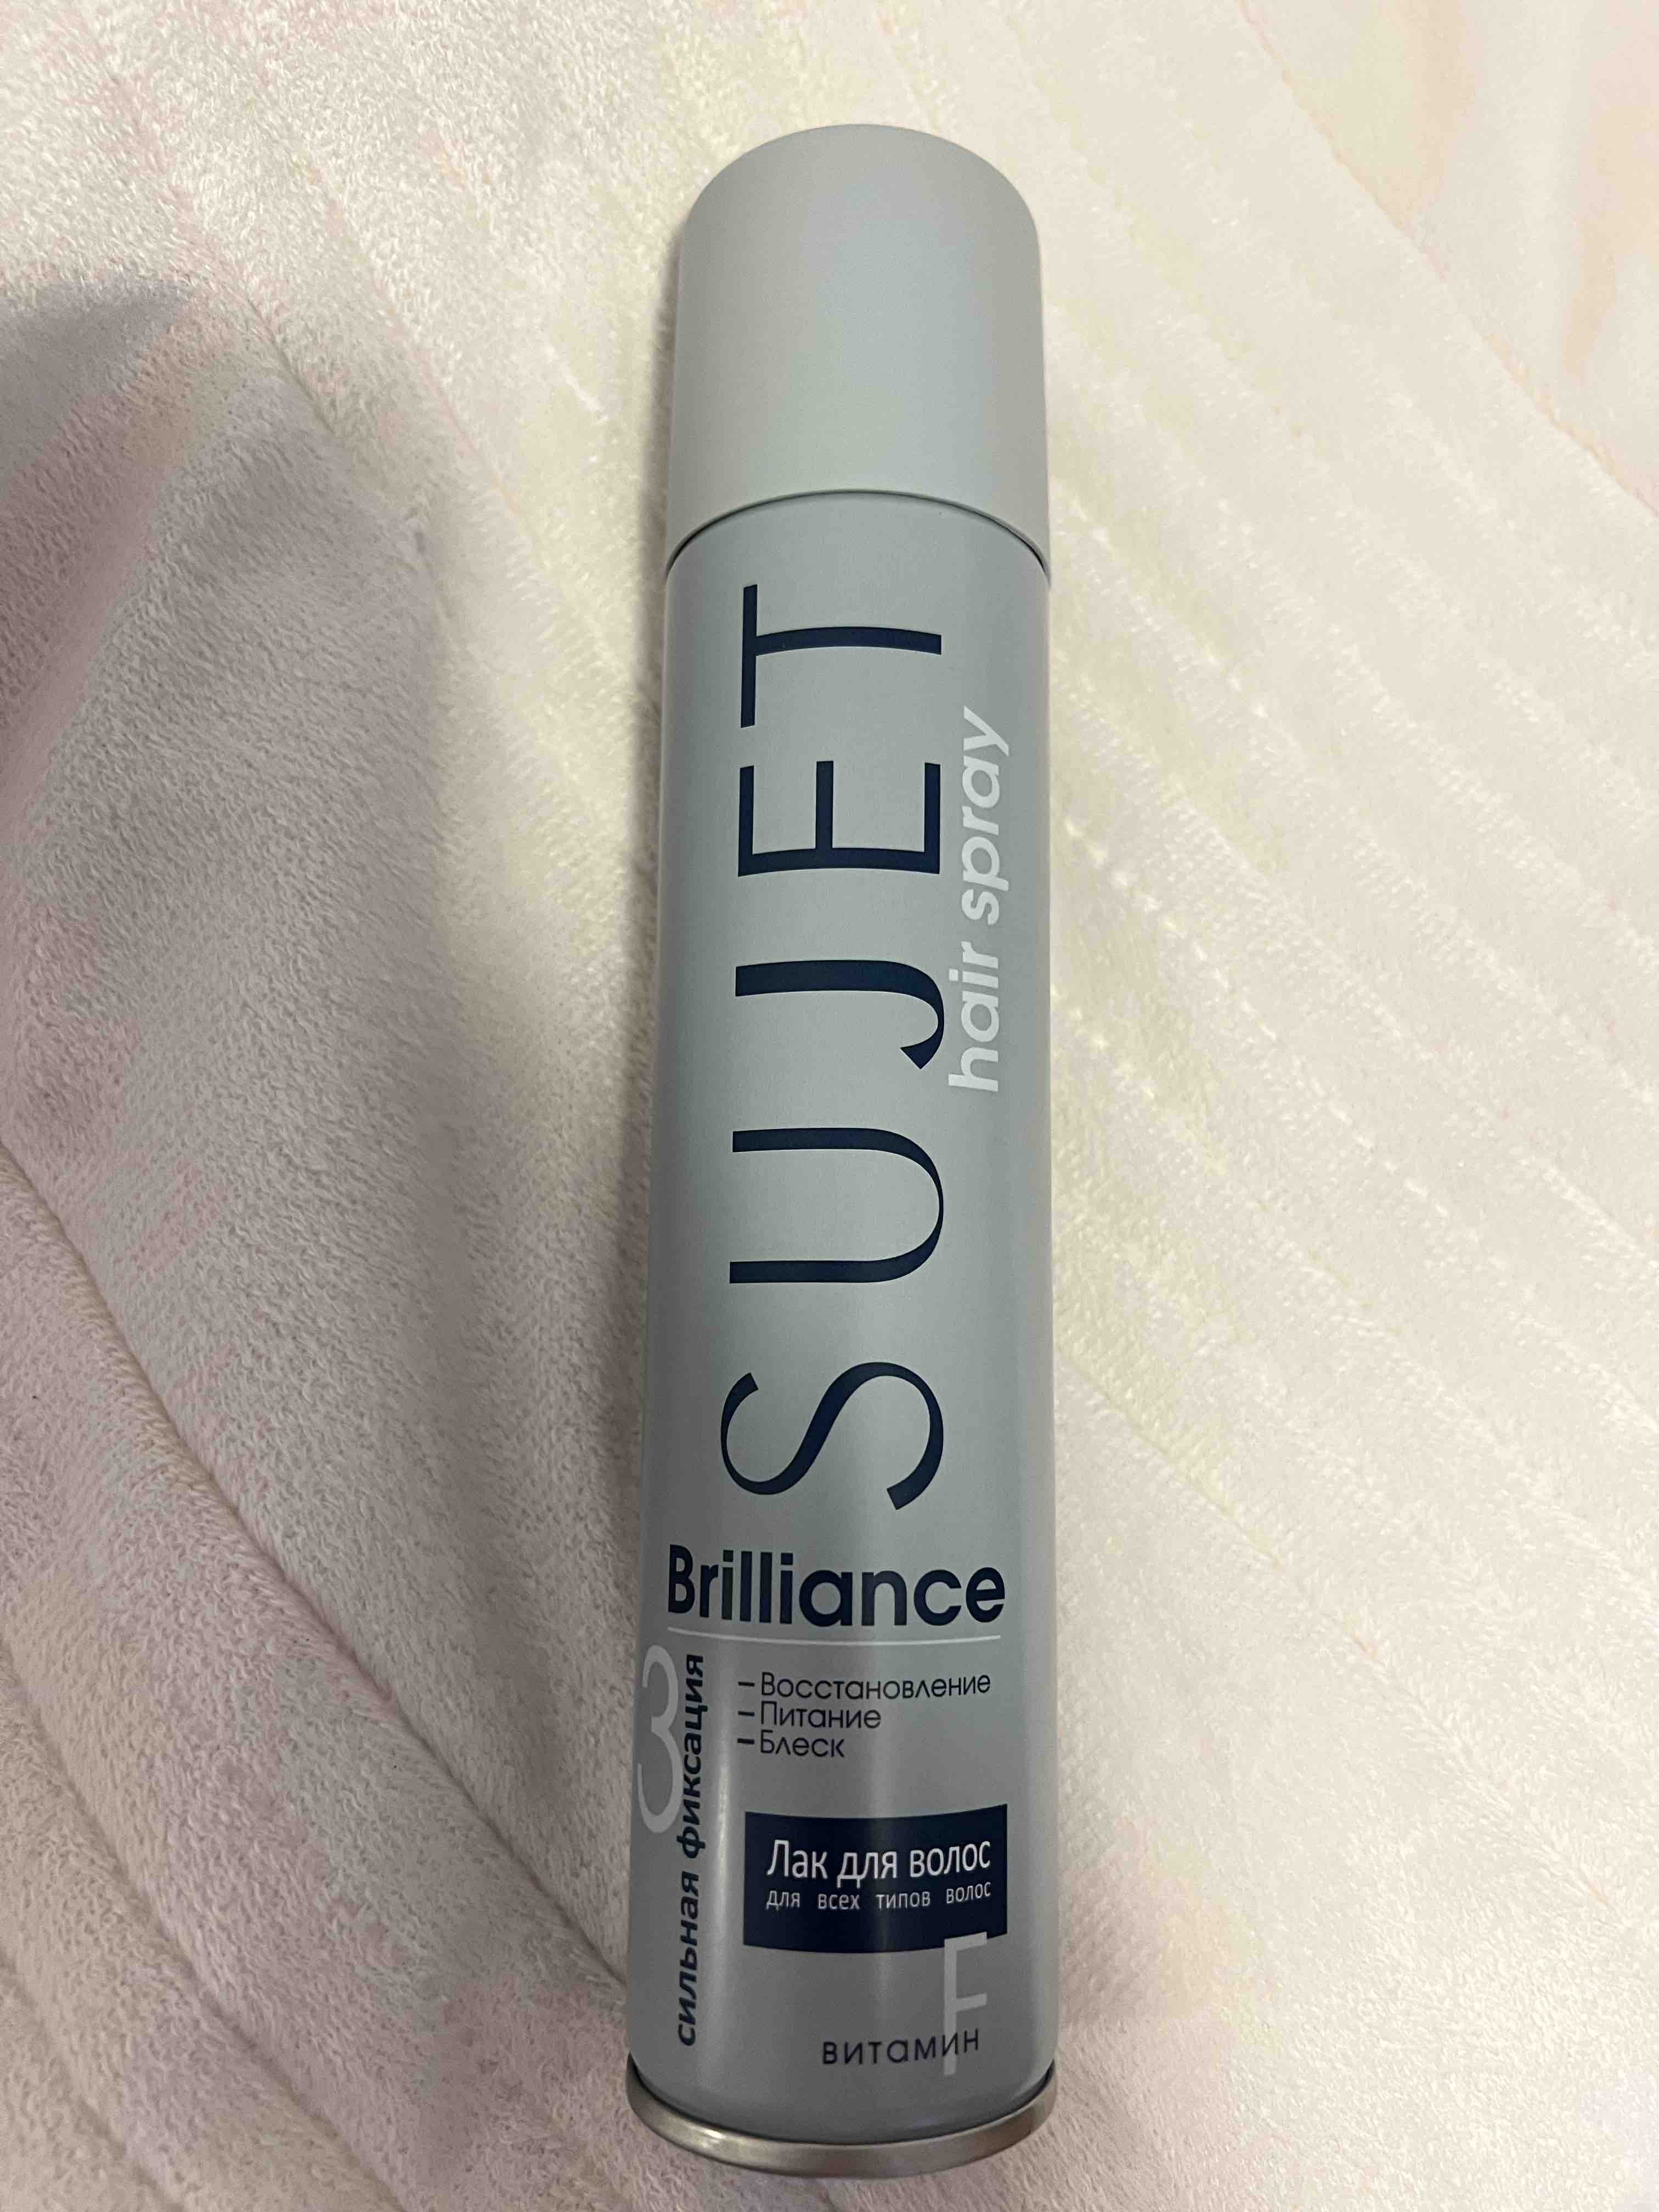 SUJET
hair spray
Brilliance
3
сильная фиксация
–Восстановление
–Питание
–Блеск
Лак для волос
для всех типов волос
F
витамин